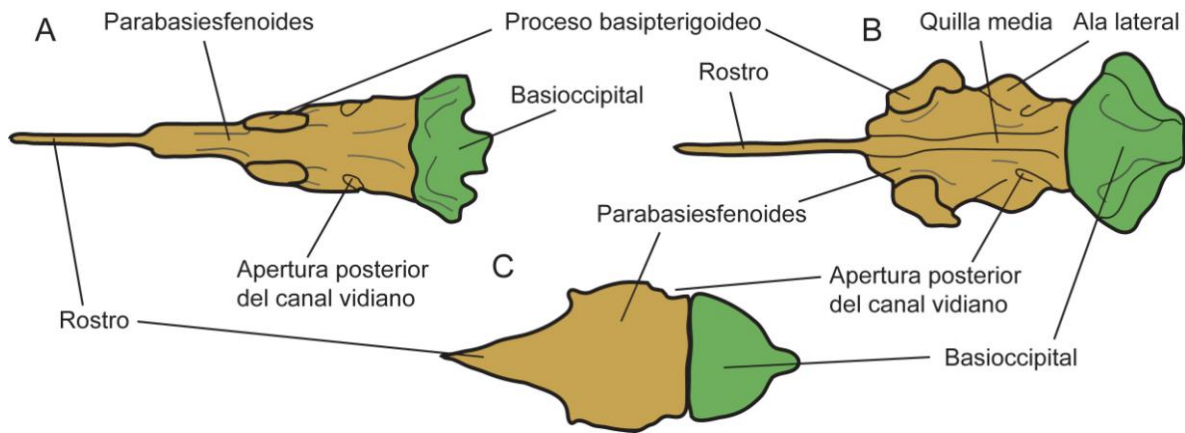 A
Parabasiesfenoides
Proceso basipterigoideo
B
Quilla media
Ala lateral
Rostro
Basioccipital
Parabasiesfenoides
Apertura posterior
del canal vidiano
C
Apertura posterior
del canal vidiano
Rostro
Basioccipital